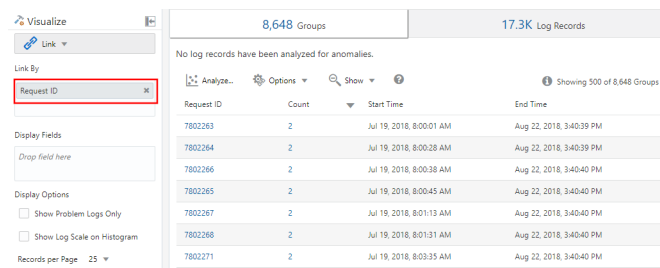 Visualize
Link
Link By
Request ID
Display Fields
Drop field here
Display Options
Show Problem Logs Only
Show Log Scale on Histogram
Records per Page 25
8,648 Groups 17.3K Log Records
No log records have been analyzed for anomalies.
Analyze... Options Show Showing 500 of 8,648 Groups
Request ID Count Start Time End Time
7802263 2 Jul 19, 2018, 8:00:01 AM Aug 22, 2018, 3:40:39 PM
7802264 2 Jul 19, 2018, 8:00:28 AM Aug 22, 2018, 3:40:39 PM
7802266 2 Jul 19, 2018, 8:00:38 AM Aug 22, 2018, 3:40:40 PM
7802265 2 Jul 19, 2018, 8:00:45 AM Aug 22, 2018, 3:40:40 PM
7802267 2 Jul 19, 2018, 8:01:13 AM Aug 22, 2018, 3:40:40 PM
7802268 2 Jul 19, 2018, 8:01:31 AM Aug 22, 2018, 3:40:40 PM
7802271 2 Jul 19, 2018, 8:03:35 AM Aug 22, 2018, 3:40:40 PM